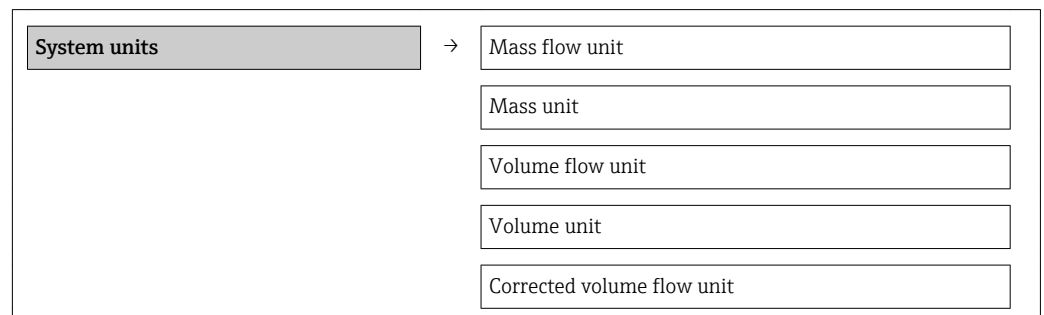 System units → Mass flow unit
Mass unit
Volume flow unit
Volume unit
Corrected volume flow unit